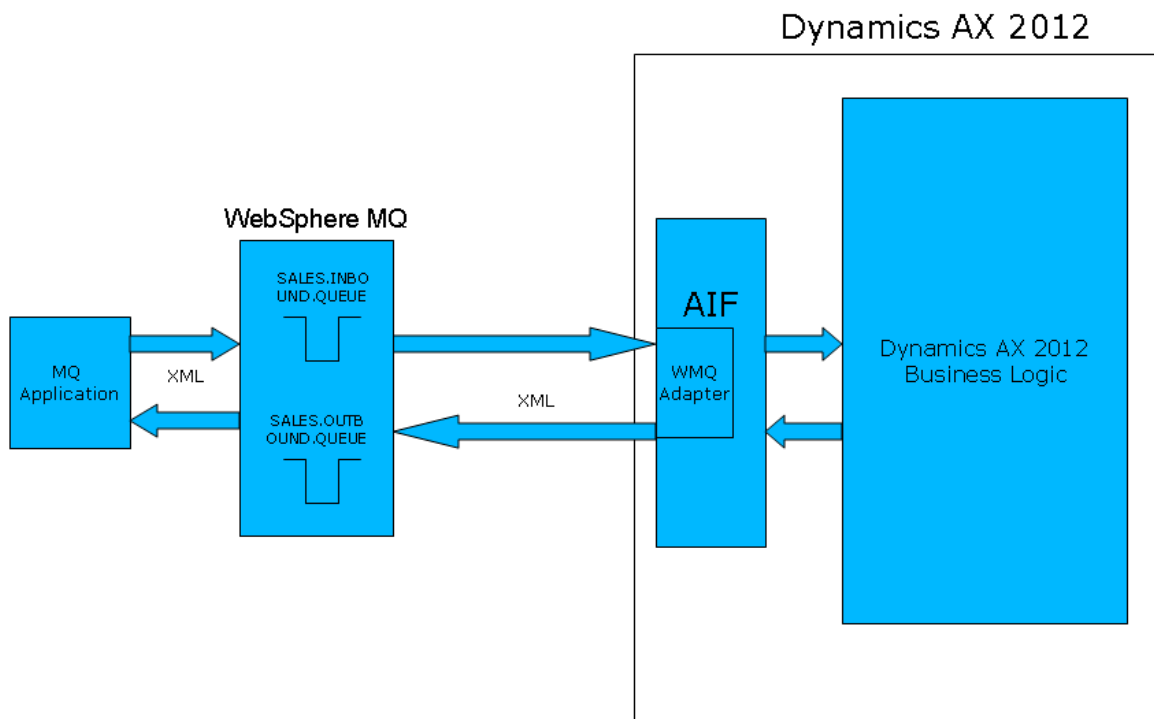 Dynamics AX 2012
WebSphere MQ
SALES.INBO
UND.QUEUE
AIF
MQ
Application
XML
WMQ
Adapter
Dynamics AX 2012
Business Logic
XML
SALES.OUTB
OUND.QUEUE